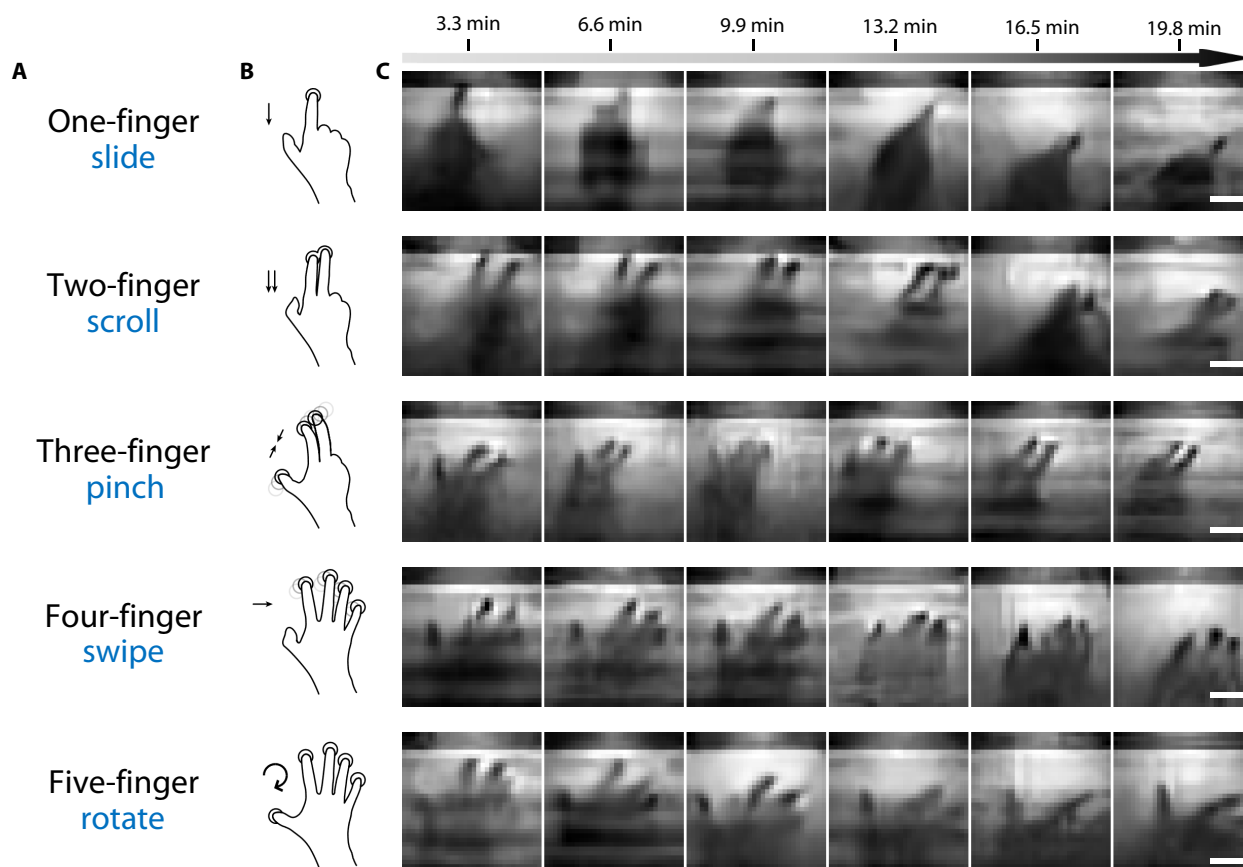 3.3 min 6.6 min 9.9 min 13.2 min 16.5 min 19.8 min
A B C
One-finger
slide
Two-finger
scroll
Three-finger
pinch
Four-finger
swipe
Five-finger
rotate